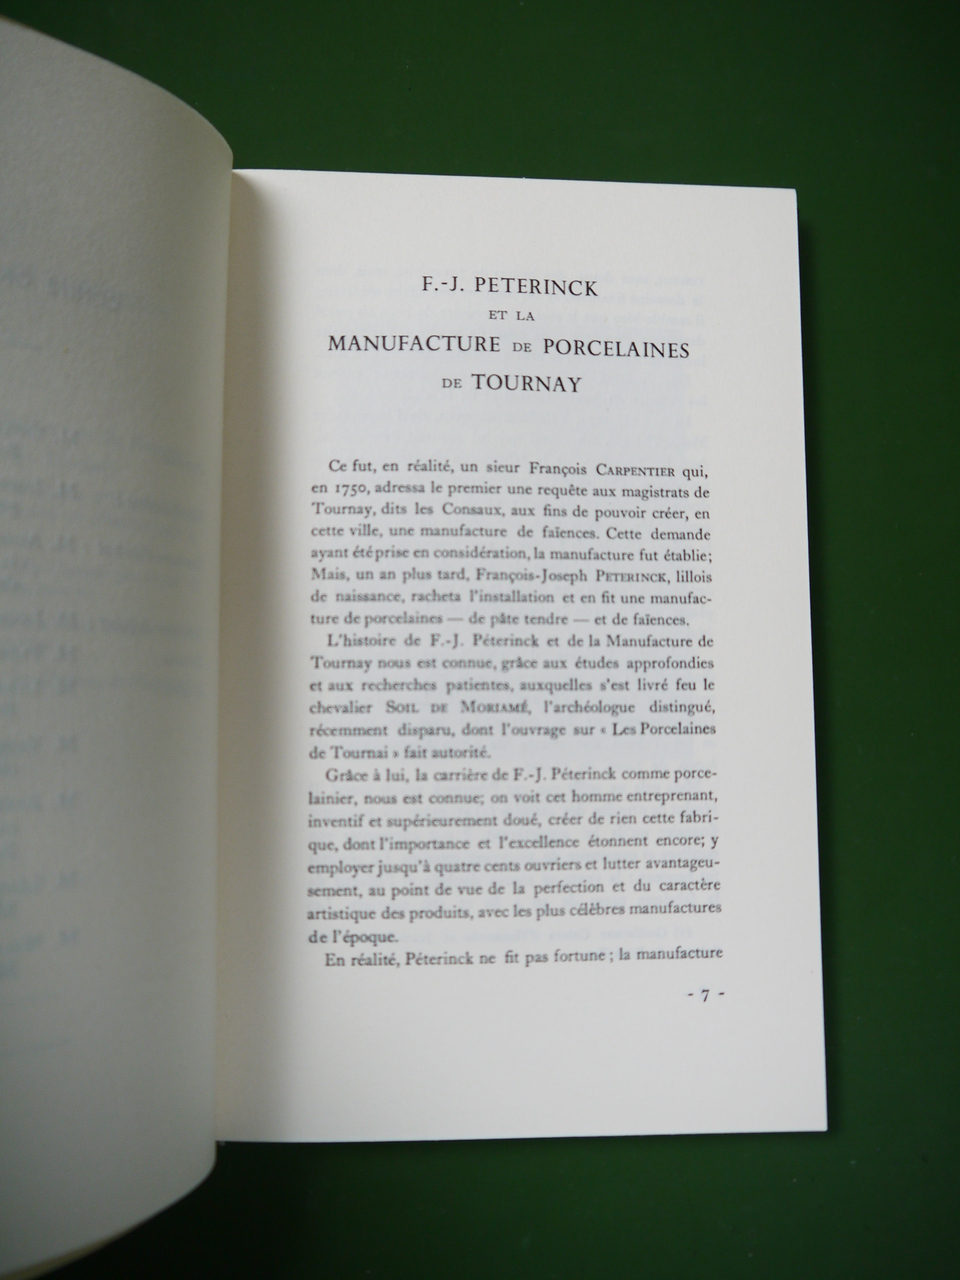 F.-J. PETERINCK
ET LA
MANUFACTURE DE PORCELAINES
DE TOURNAY
Ce fut, en réalité, un sieur François CARPENTIER qui,
en 1750, adressa le premier une requête aux magistrats de
Tournay, dits les Consaux, aux fins de pouvoir créer, en
cette ville, une manufacture de faïences. Cette demande
ayant été prise en considération, la manufacture fut établie;
Mais, un an plus tard, François-Joseph PETERINCK, lillois
de naissance, racheta l'installation et en fit une manufac-
ture de porcelaines — de pâte tendre — et de faïences.
L'histoire de F.-J. Péterinck et de la Manufacture de
Tournay nous est connue, grâce aux études approfondies
et aux recherches patientes, auxquelles s'est livré feu le
chevalier SOIL DE MORIAMÉ, l'archéologue distingué,
récemment disparu, dont l'ouvrage sur « Les Porcelaines
de Tournai » fait autorité.
Grâce à lui, la carrière de F.-J. Péterinck comme porce-
lainier, nous est connue; on voit cet homme entreprenant,
inventif et supérieurement doué, créer de rien cette fabri-
que, dont l'importance et l'excellence étonnent encore; y
employer jusqu'à quatre cents ouvriers et lutter avantageu-
sement, au point de vue de la perfection et du caractère
artistique des produits, avec les plus célèbres manufactures
de l'époque.
En réalité, Péterinck ne fit pas fortune; la manufacture
- 7 -